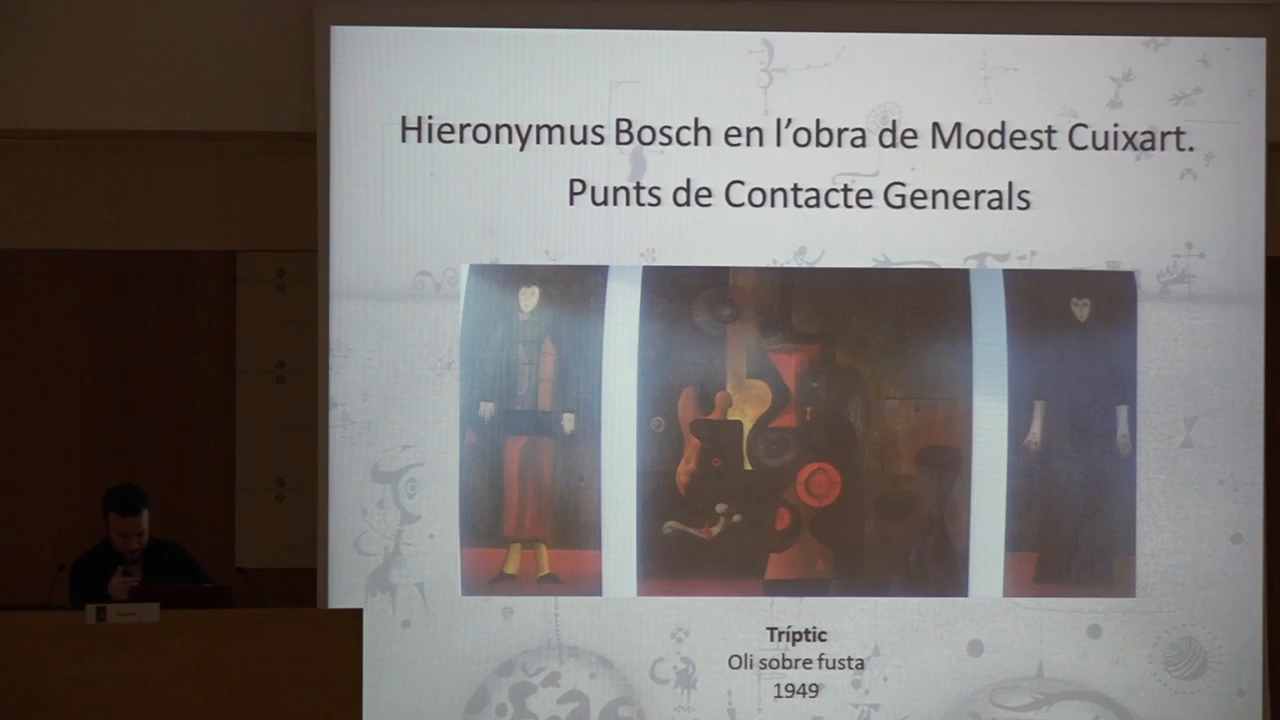 Hieronymus Bosch en l'obra de Modest Cuixart.
Punts de Contacte Generals
Tríptic
Oli sobre fusta
1949